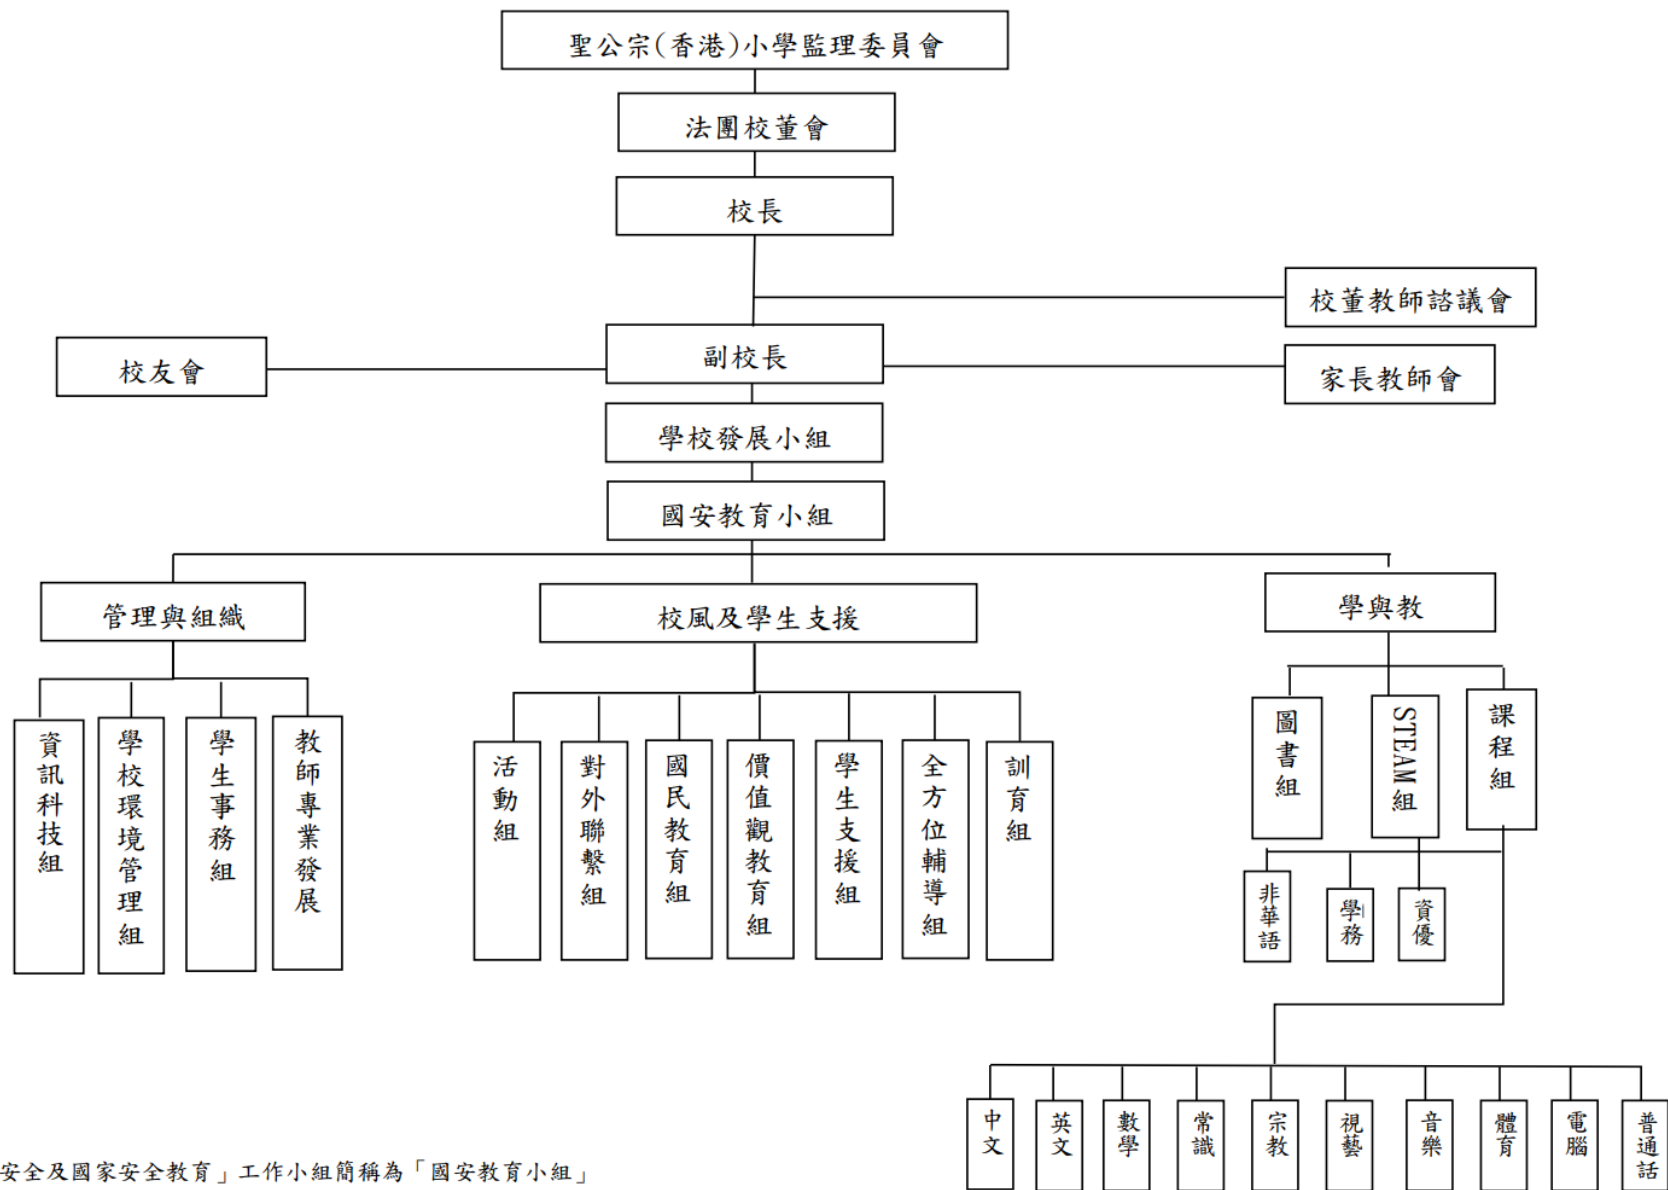 聖公宗(香港)小學監理委員會
法團校董會
校長
校董教師諮議會
副校長
校友會
家長教師會
學校發展小組
國安教育小組
管理與組織
校風及學生支援
學與教
資訊科技組
學校環境管理組
學生事務組
教師專業發展
活動組
對外聯繫組
國民教育組
價值觀教育組
學生支援組
全方位輔導組
訓育組
圖書組
STEAM組
課程組
非華語
學務
資優
中文
英文
數學
常識
宗教
視藝
音樂
體育
電腦
普通話
安全及國家安全教育」工作小組簡稱為「國安教育小組」